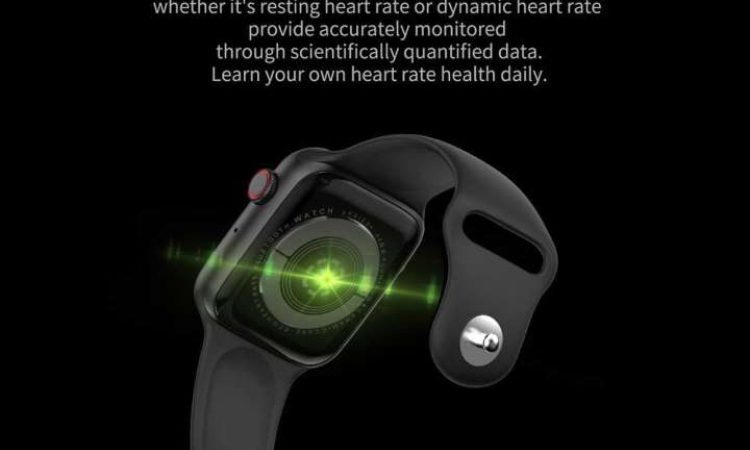 whether it's resting heart rate or dynamic heart rate
provide accurately monitored
through scientifically quantified data.
Learn your own heart rate health daily.
WATCH